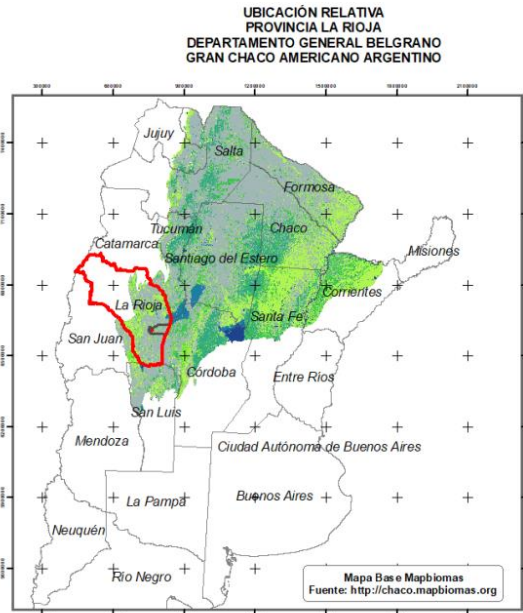 UBICACIÓN RELATIVA
PROVINCIA LA RIOJA
DEPARTAMENTO GENERAL BELGRANO
GRAN CHACO AMERICANO ARGENTINO
Jujuy
Salta
Formosa
Tucumán
Chaco
Catamarca
Santiago del Estero
Misiones
La Rioja
Corrientes
Santa Fe
San Juan
Córdoba
Entre Ríos
San Luis
Mendoza
Ciudad Autónoma de Buenos Aires
La Pampa
Buenos Aires
Neuquén
Río Negro
Mapa Base Mapbiomas
Fuente: http://chaco.mapbiomas.org